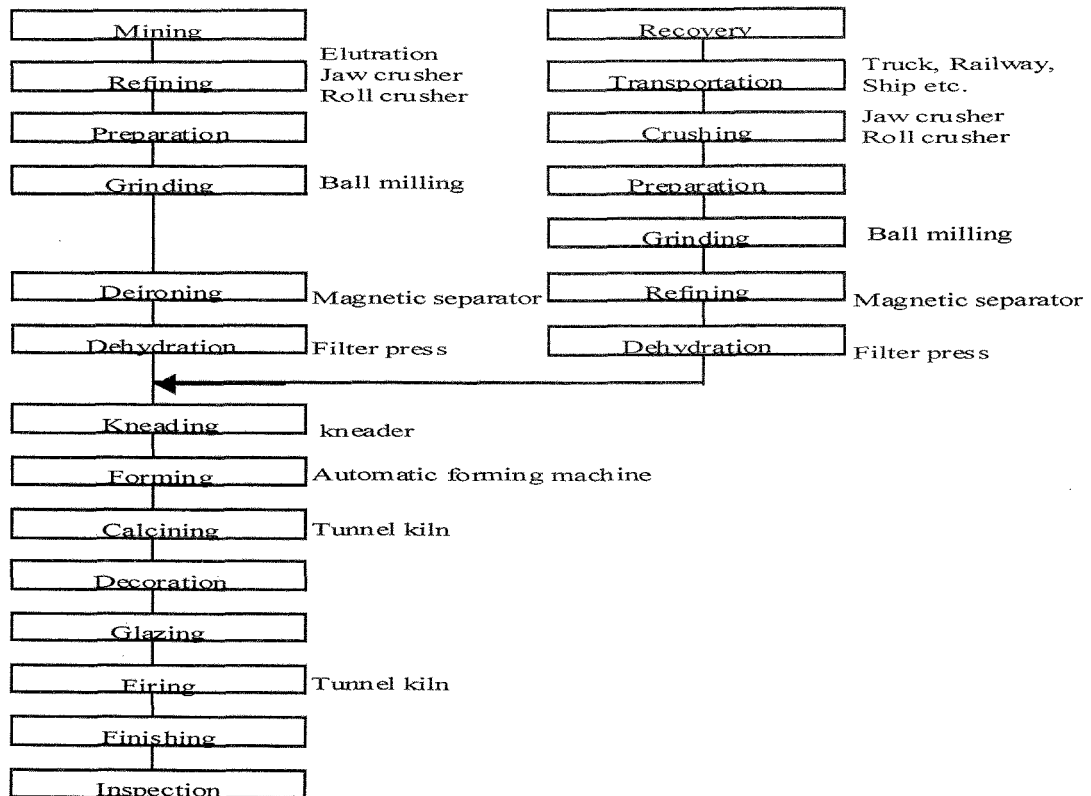 Mining
Elutration
Refining
Jaw crusher
Roll crusher
Preparation
Grinding
Ball milling
Deironing
Magnetic separator
Dehydration
Filter press
Recovery
Transportation
Truck, Railway,
Ship etc.
Crushing
Jaw crusher
Roll crusher
Preparation
Grinding
Ball milling
Refining
Magnetic separator
Dehydration
Filter press
Kneading
kneader
Forming
Automatic forming machine
Calcining
Tunnel kiln
Decoration
Glazing
Firing
Tunnel kiln
Finishing
Inspection